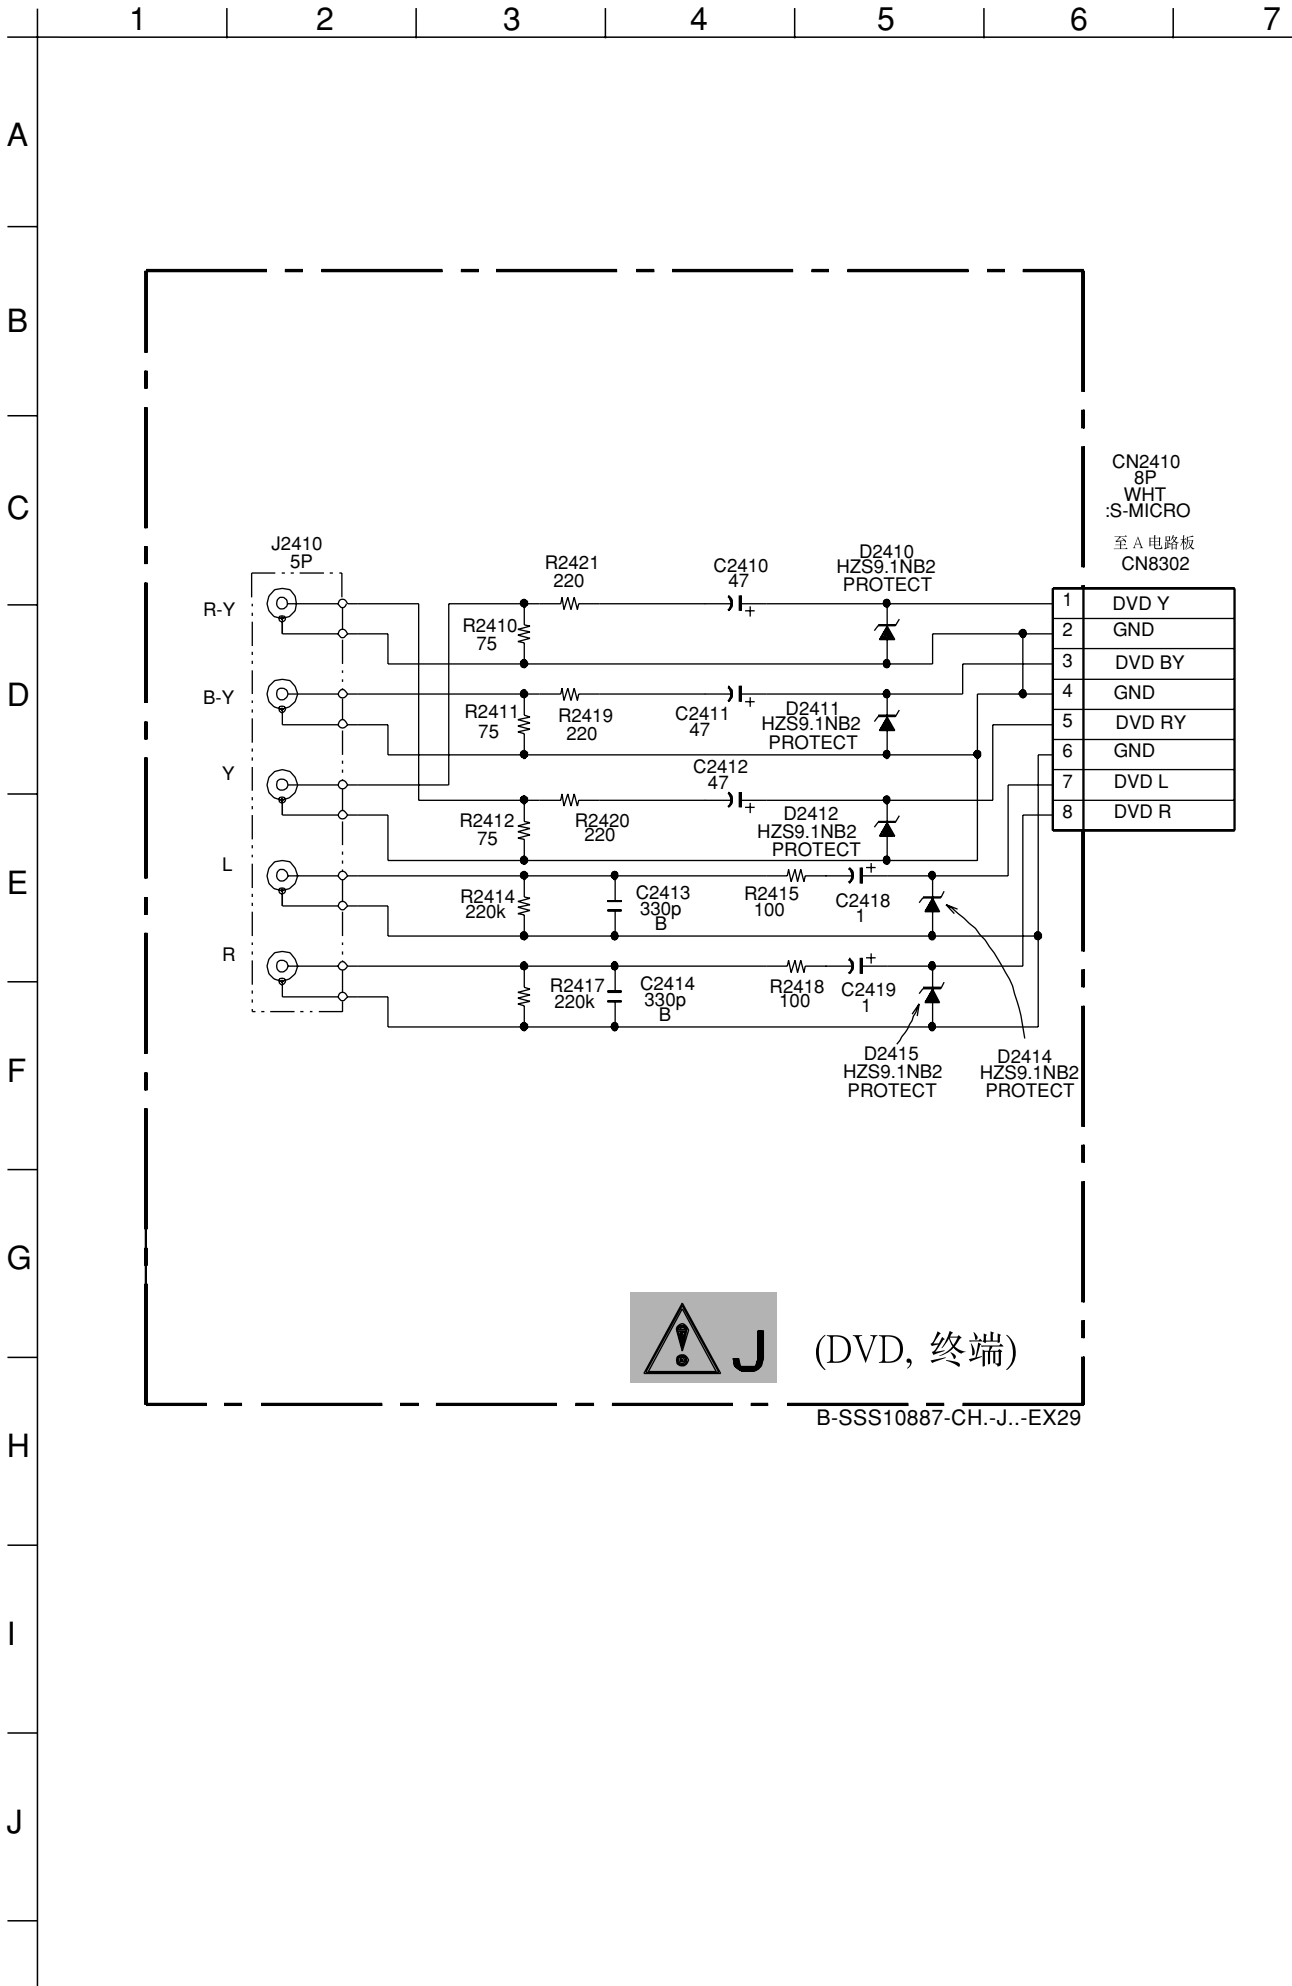 1 2 3 4 5 6 7
A
B
C
D
E
F
G
H
I
J
CN2410
8P
WHT
:S-MICRO
至 A 电路板
CN8302
J2410
5P
R-Y
B-Y
Y
L
R
R2421
220
C2410
47
D2410
HZS9.1NB2
PROTECT
R2410
75
R2411
75
R2419
220
C2411
47
D2411
HZS9.1NB2
PROTECT
C2412
47
R2412
75
R2420
220
D2412
HZS9.1NB2
PROTECT
R2414
220k
C2413
330p
B
R2415
100
C2418
1
R2417
220k
C2414
330p
B
R2418
100
C2419
1
D2415
HZS9.1NB2
PROTECT
D2414
HZS9.1NB2
PROTECT
1 DVD Y
2 GND
3 DVD BY
4 GND
5 DVD RY
6 GND
7 DVD L
8 DVD R
J (DVD, 终端)
B-SSS10887-CH.-J..-EX29